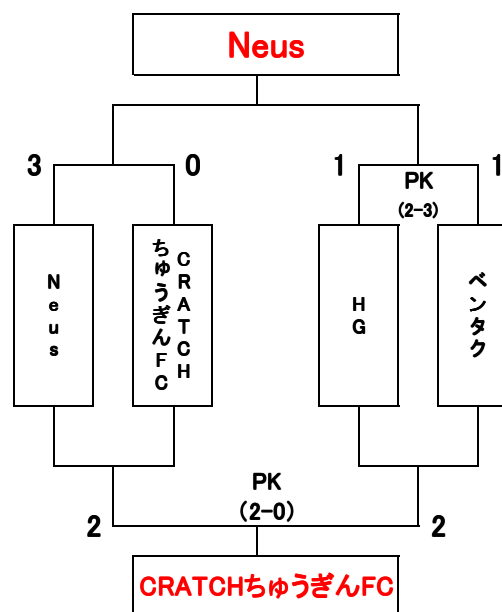 Neus
3
0
1
1
PK
(2-3)
Neus
CRATCH
ちゅうぎんFC
HG
ベンタク
PK
(2-0)
2
2
CRATCHちゅうぎんFC